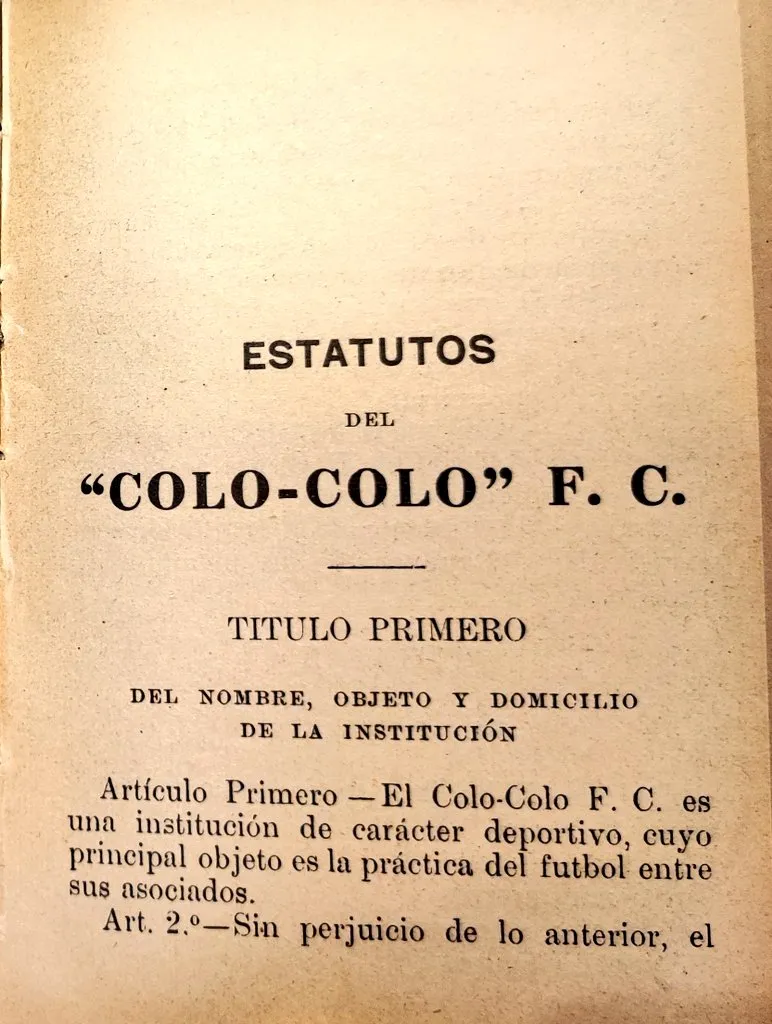 ESTATUTOS
DEL
“COLO-COLO” F. C.
TITULO PRIMERO
DEL NOMBRE, OBJETO Y DOMICILIO
DE LA INSTITUCIÓN
Artículo Primero — El Colo-Colo F. C. es
una institución de carácter deportivo, cuyo
principal objeto es la práctica del futbol entre
sus asociados.
Art. 2.º — Sin perjuicio de lo anterior, el